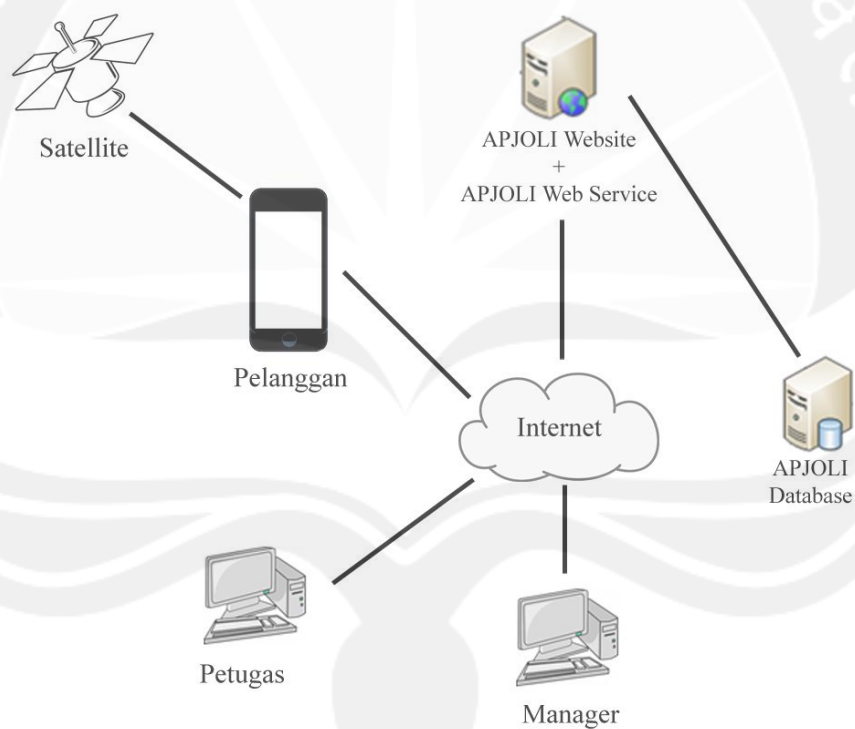 Satellite
APJOLI Website
+
APJOLI Web Service
Pelanggan
Internet
APJOLI
Database
Petugas
Manager